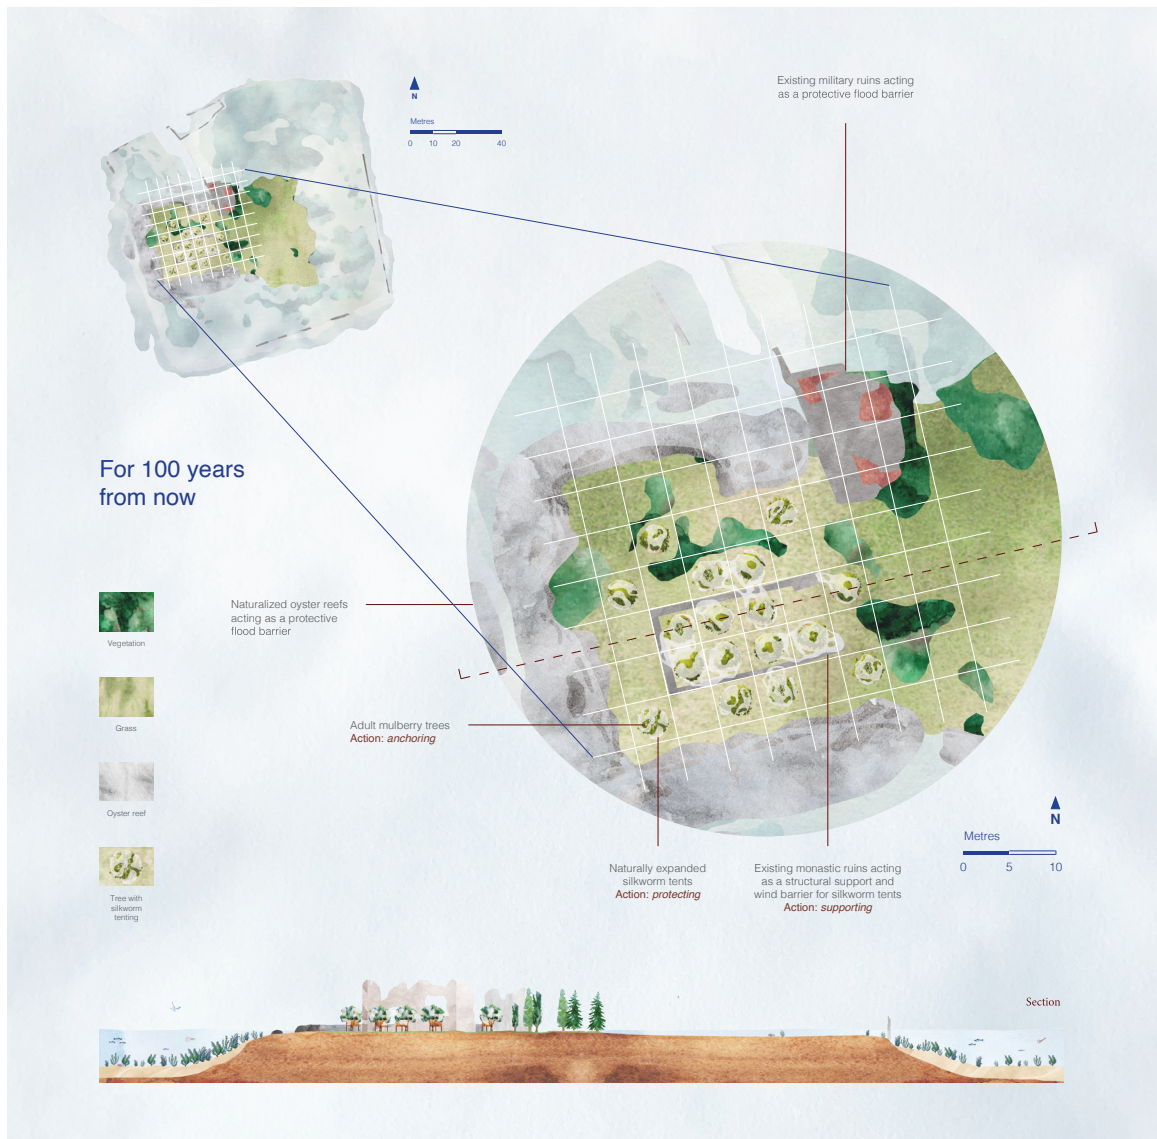 N
Metres
0 10 20 40
Existing military ruins acting
as a protective flood barrier
For 100 years
from now
Vegetation
Grass
Oyster reef
Tree with
silkworm
tenting
Naturalized oyster reefs
acting as a protective
flood barrier
Adult mulberry trees
Action: anchoring
Naturally expanded
silkworm tents
Action: protecting
Existing monastic ruins acting
as a structural support and
wind barrier for silkworm tents
Action: supporting
N
Metres
0 5 10
Section